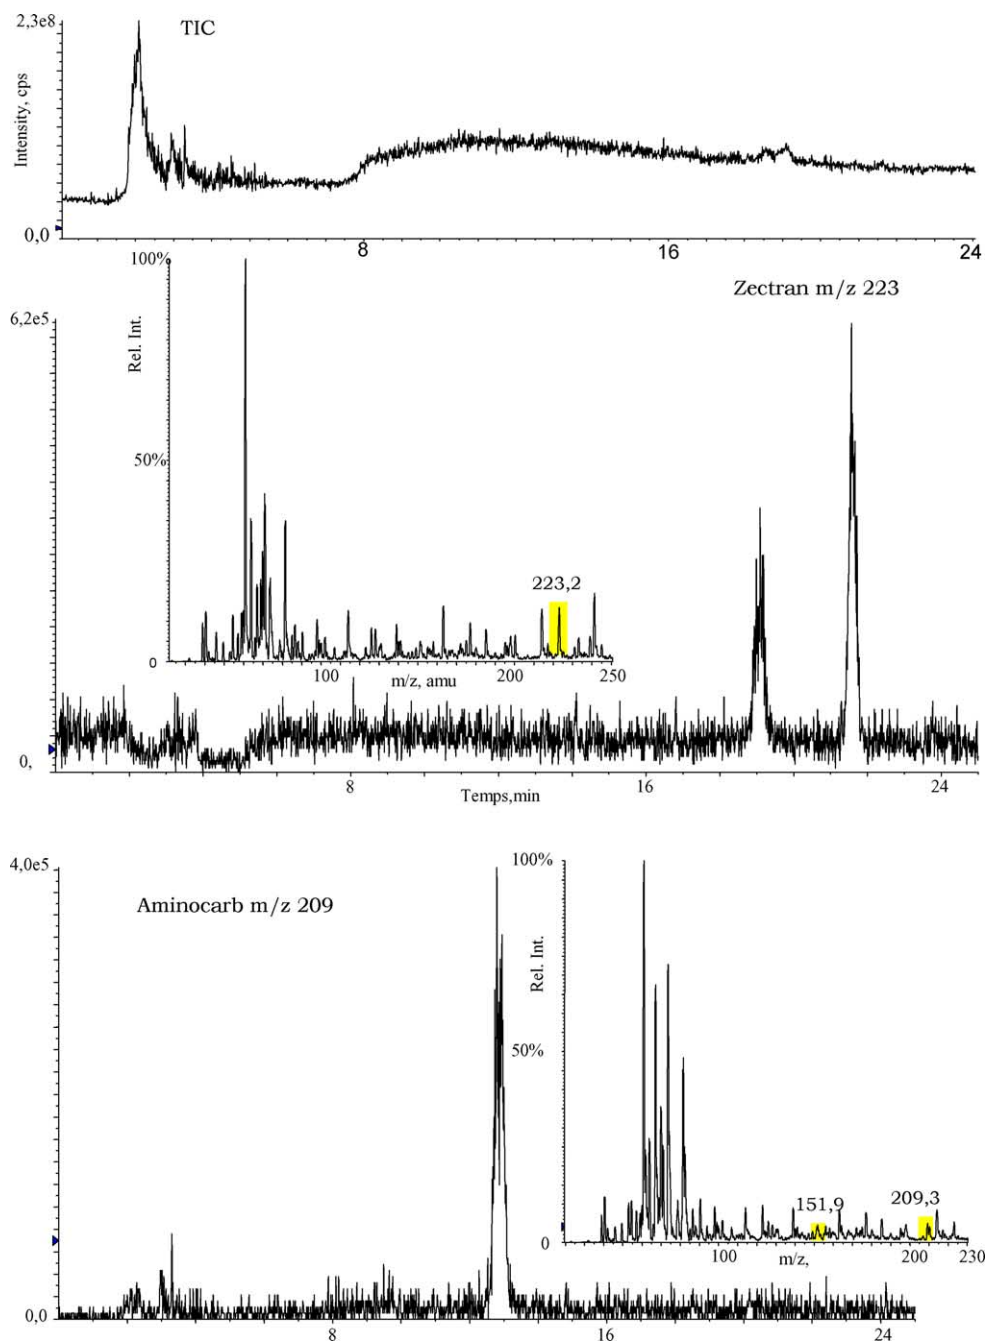 2,3e8
TIC
Intensity, cps
0,0
8
16
24
100%
Zectran m/z 223
6,2e5
Rel. Int.
50%
223,2
0
100
m/z, amu
200
250
0,
8
Temps,min
16
24
4,0e5
100%
Aminocarb m/z 209
Rel. Int.
50%
151,9
209,3
0
100
m/z,
200
230
0,0
8
16
24